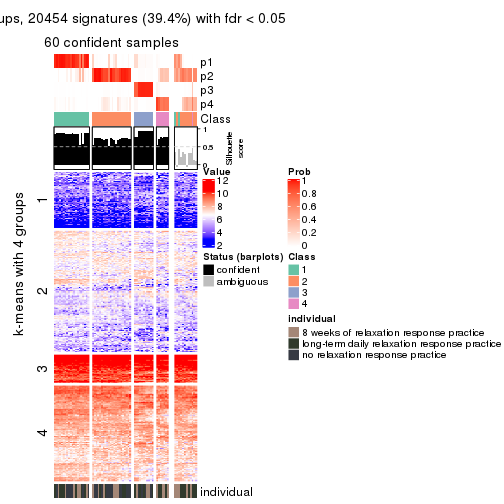 ups, 20454 signatures (39.4%) with fdr < 0.05
60 confident samples
p1
p2
p3
p4
Class
1
0.5
0
Silhouette
score
k-means with 4 groups
1
2
3
4
individual
Value
12
10
8
6
4
2
Prob
1
0.8
0.6
0.4
0.2
0
Status (barplots)
confident
ambiguous
Class
1
2
3
4
individual
8 weeks of relaxation response practice
long-term daily relaxation response practice
no relaxation response practice